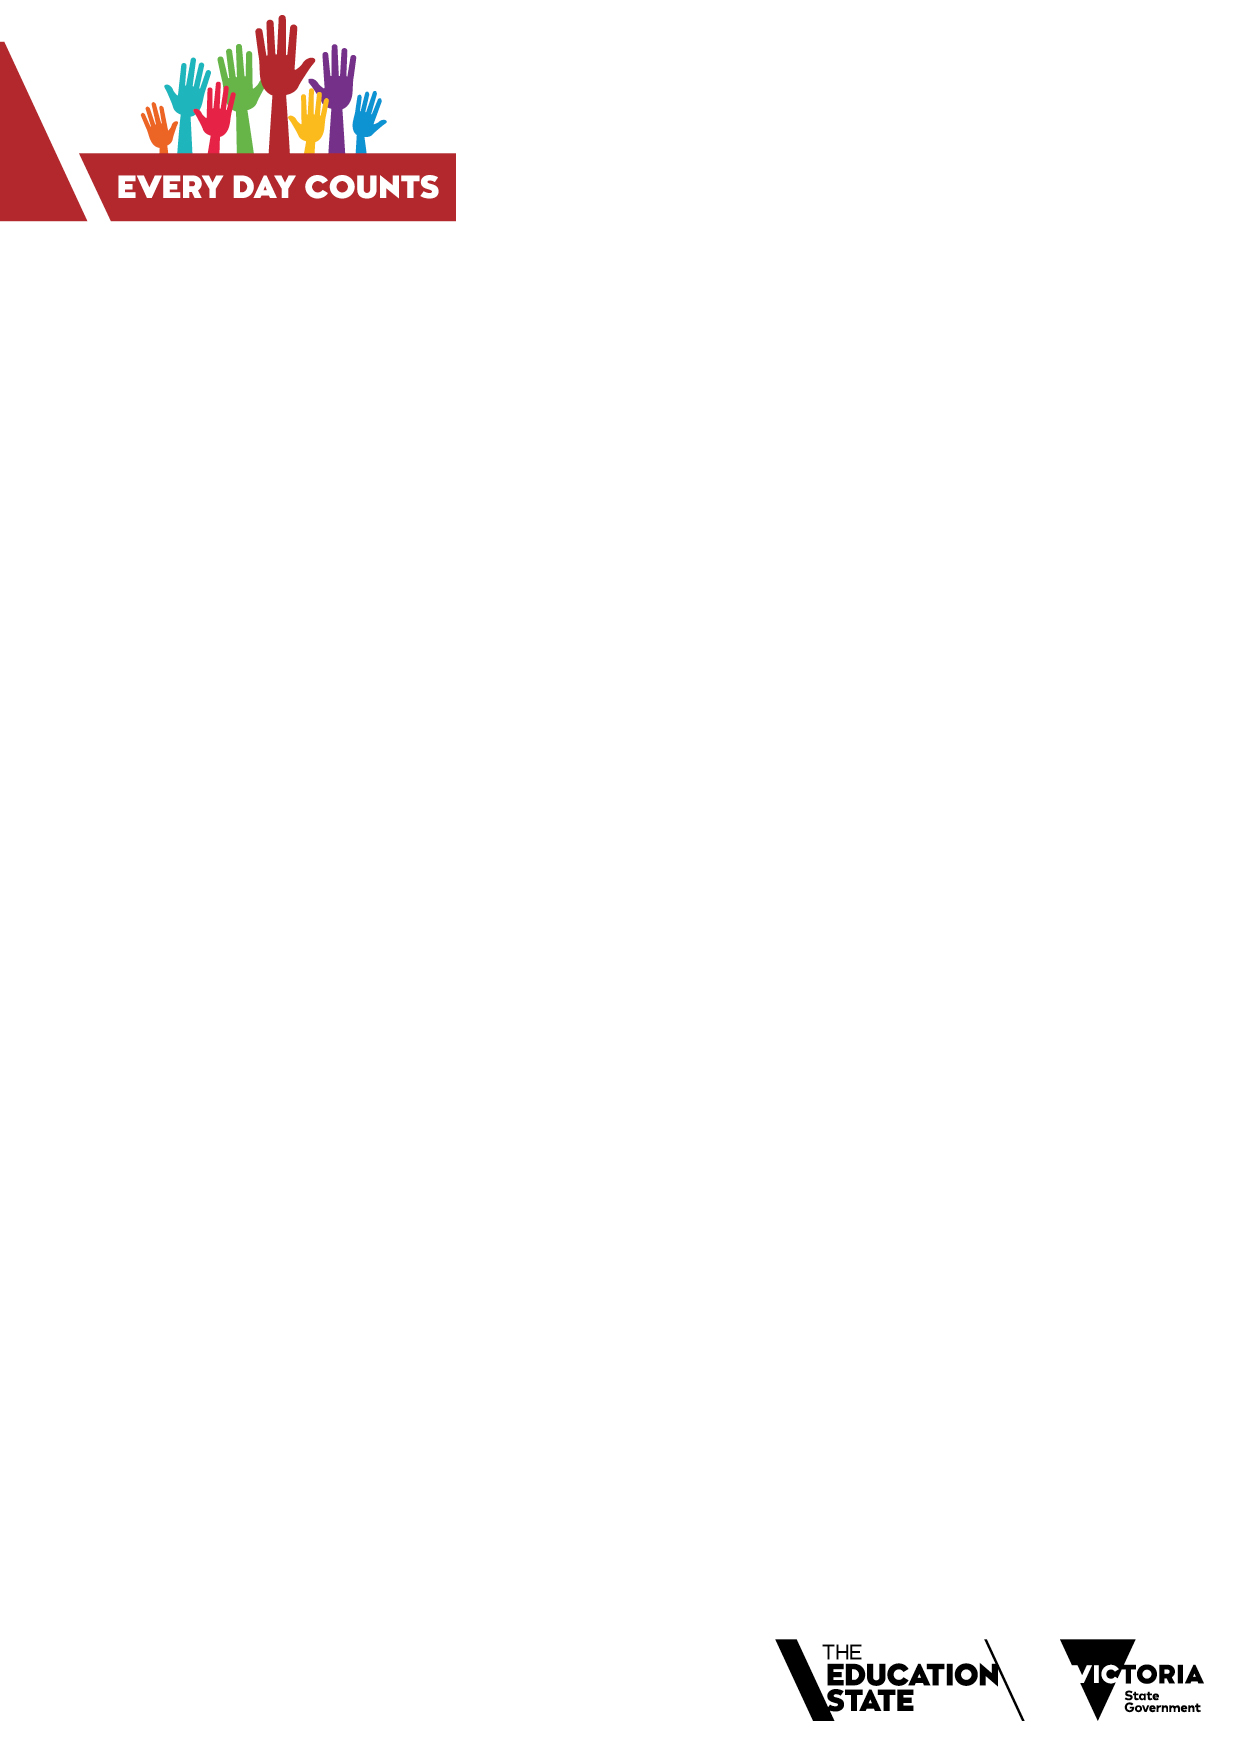 EVERY DAY COUNTS
THE
EDUCATION
STATE
VICTORIA
State
Government